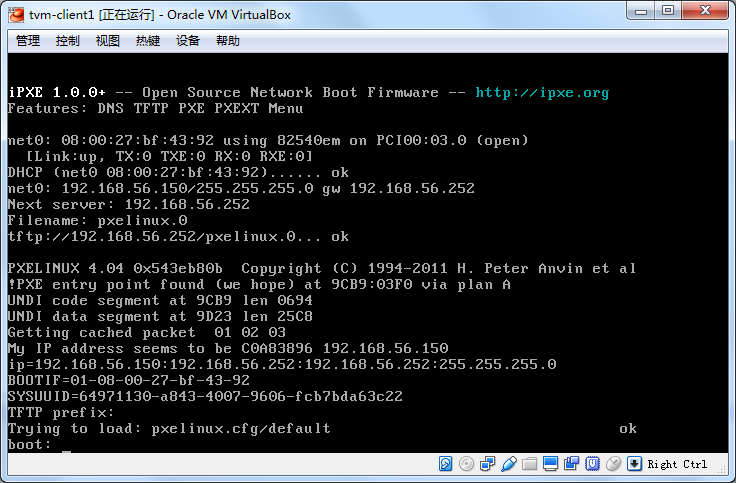 tvm-client1 [正在运行] - Oracle VM VirtualBox
管理 控制 视图 热键 设备 帮助
iPXE 1.0.0+ -- Open Source Network Boot Firmware -- http://ipxe.org
Features: DNS TFTP PXE PXEXT Menu
net0: 08:00:27:bf:43:92 using 82540em on PCI00:03.0 (open)
[Link:up, TX:0 TXE:0 RX:0 RXE:0]
DHCP (net0 08:00:27:bf:43:92)...... ok
net0: 192.168.56.150/255.255.255.0 gw 192.168.56.252
Next server: 192.168.56.252
Filename: pxelinux.0
tftp://192.168.56.252/pxelinux.0... ok
PXELINUX 4.04 0x543eb80b  Copyright (C) 1994-2011 H. Peter Anvin et al
!PXE entry point found (we hope) at 9CB9:03F0 via plan A
UNDI code segment at 9CB9 len 0694
UNDI data segment at 9D23 len 25C8
Getting cached packet  01 02 03
My IP address seems to be C0A83896 192.168.56.150
ip=192.168.56.150:192.168.56.252:192.168.56.252:255.255.255.0
BOOTIF=01-08-00-27-bf-43-92
SYSUUID=64971130-a843-4007-9606-fcb7bda63c22
TFTP prefix:
Trying to load: pxelinux.cfg/default ok
boot: _
Right Ctrl